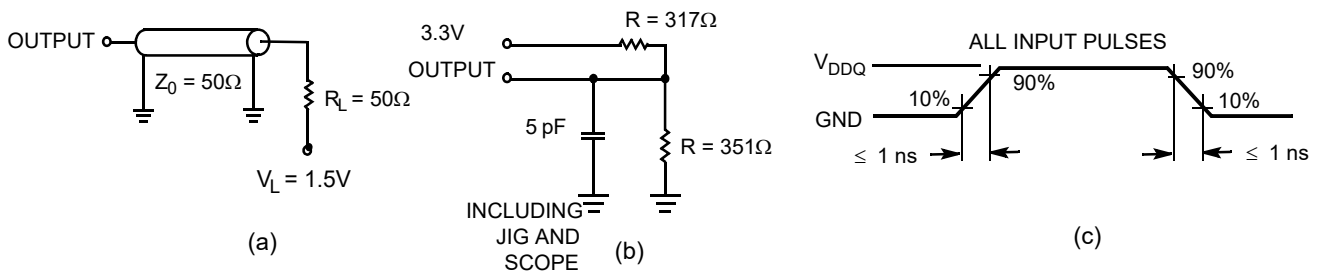 OUTPUT
Z0 = 50Ω
RL = 50Ω
VL = 1.5V
(a)
R = 317Ω
3.3V
OUTPUT
5 pF
R = 351Ω
INCLUDING
JIG AND
SCOPE
(b)
ALL INPUT PULSES
VDDQ
GND
10%
90%
90%
10%
≤ 1 ns
≤ 1 ns
(c)